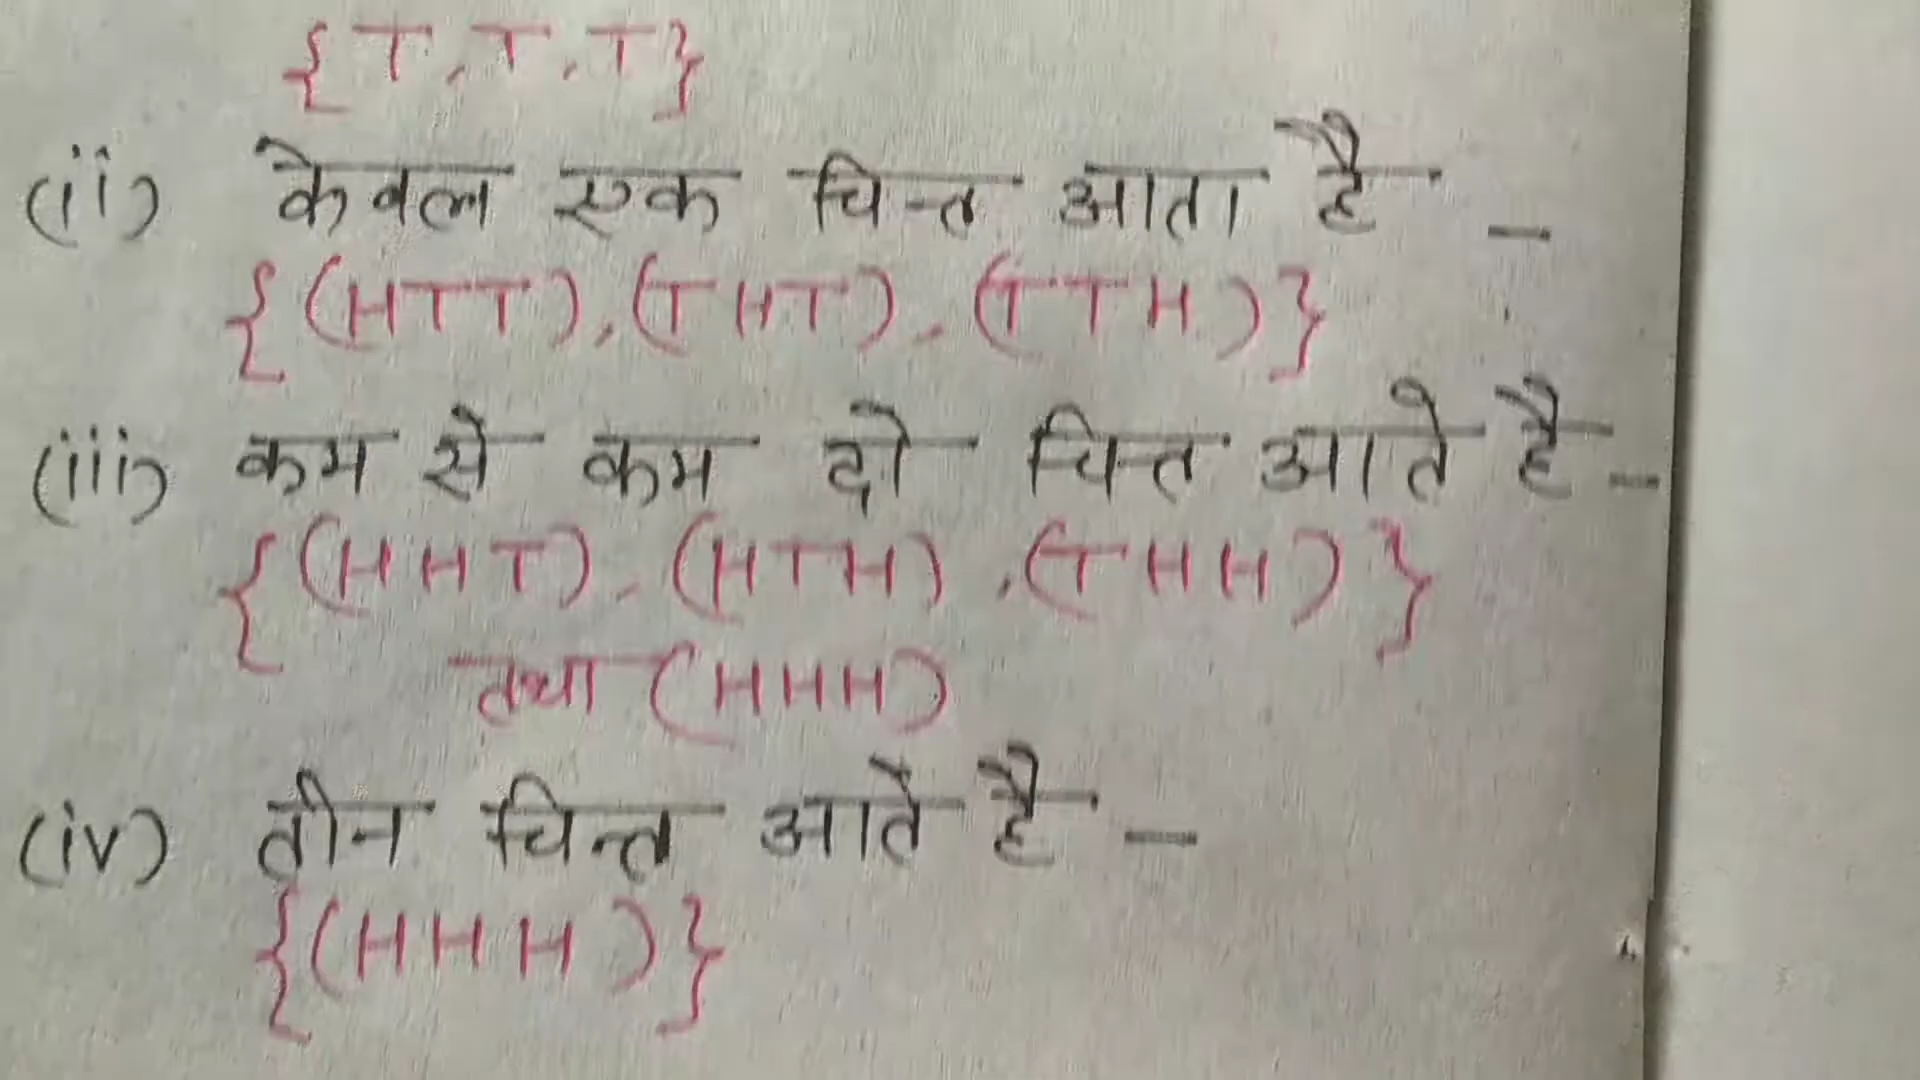 {T, T, T}
(ii) केवल एक चित्त आता है -
{(HTT), (THT), (TTH)}
(iii) कम से कम दो चित्त आते है -
{(HHT), (HTH), (THH)}
तथा (HHH)
(iv) तीन चित्त आते है -
{(HHH)}